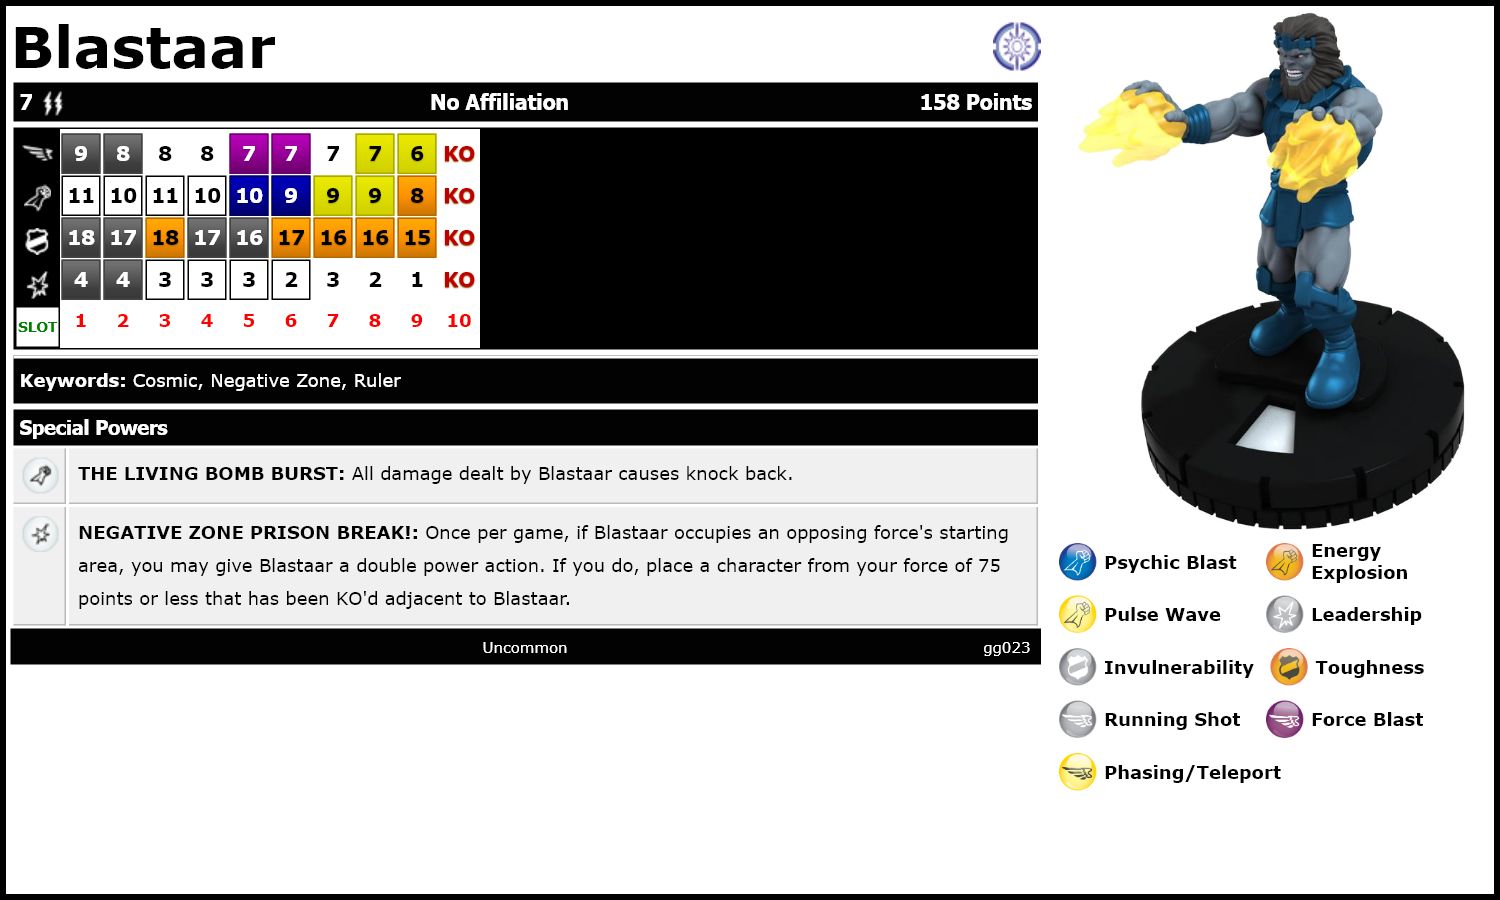 Blastaar
7 No Affiliation 158 Points
9 8 8 8 7 7 7 7 6 KO
11 10 11 10 10 9 9 9 8 KO
18 17 18 17 16 17 16 16 15 KO
4 4 3 3 3 2 3 2 1 KO
SLOT 1 2 3 4 5 6 7 8 9 10
Keywords: Cosmic, Negative Zone, Ruler
Special Powers
THE LIVING BOMB BURST: All damage dealt by Blastaar causes knock back.
NEGATIVE ZONE PRISON BREAK!: Once per game, if Blastaar occupies an opposing force's starting
area, you may give Blastaar a double power action. If you do, place a character from your force of 75
points or less that has been KO'd adjacent to Blastaar.
Uncommon gg023
Psychic Blast
Energy
Explosion
Pulse Wave
Leadership
Invulnerability
Toughness
Running Shot
Force Blast
Phasing/Teleport